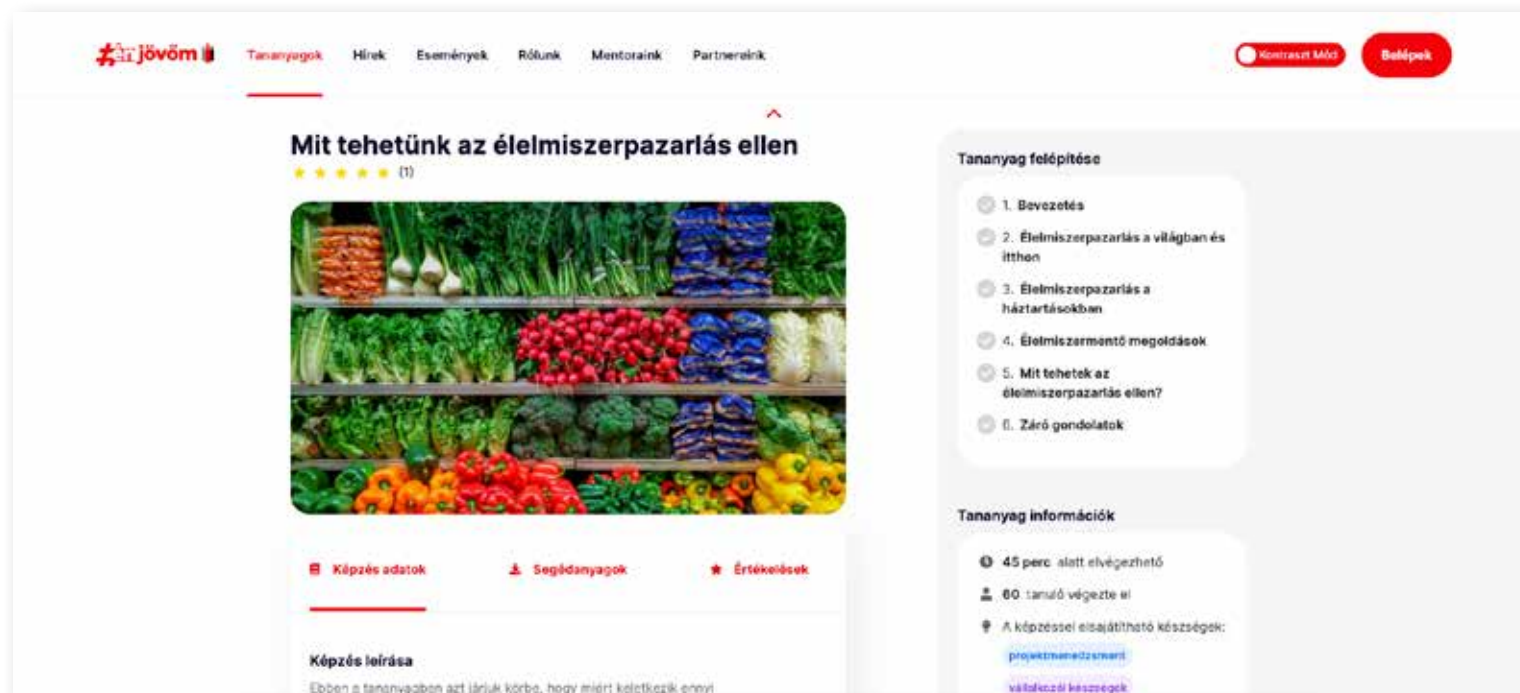 #én jövőm
Tananyagok Hírek Események Rólunk Mentoraink Partnereink
Kontraszt Mód
Belépek
Mit tehetünk az élelmiszerpazarlás ellen
(1)
Képzés adatok Segédanyagok Értékelések
Képzés leírása
Ebben a tananyagben azt járjuk körbe, hogy miért keletkezik ennyi
Tananyag felépítése
1. Bevezetés
2. Élelmiszerpazarlás a világban és
itthon
3. Élelmiszerpazarlás a
háztartásokban
4. Élelmiszermentő megoldások
5. Mit tehetek az
élelmiszerpazarlás ellen?
6. Záró gondolatok
Tananyag információk
45 perc alatt elvégezhető
60 tanuló végezte el
A képzéssel elsajátítható készségek:
projektmenedzsment
vállalkozói készségek